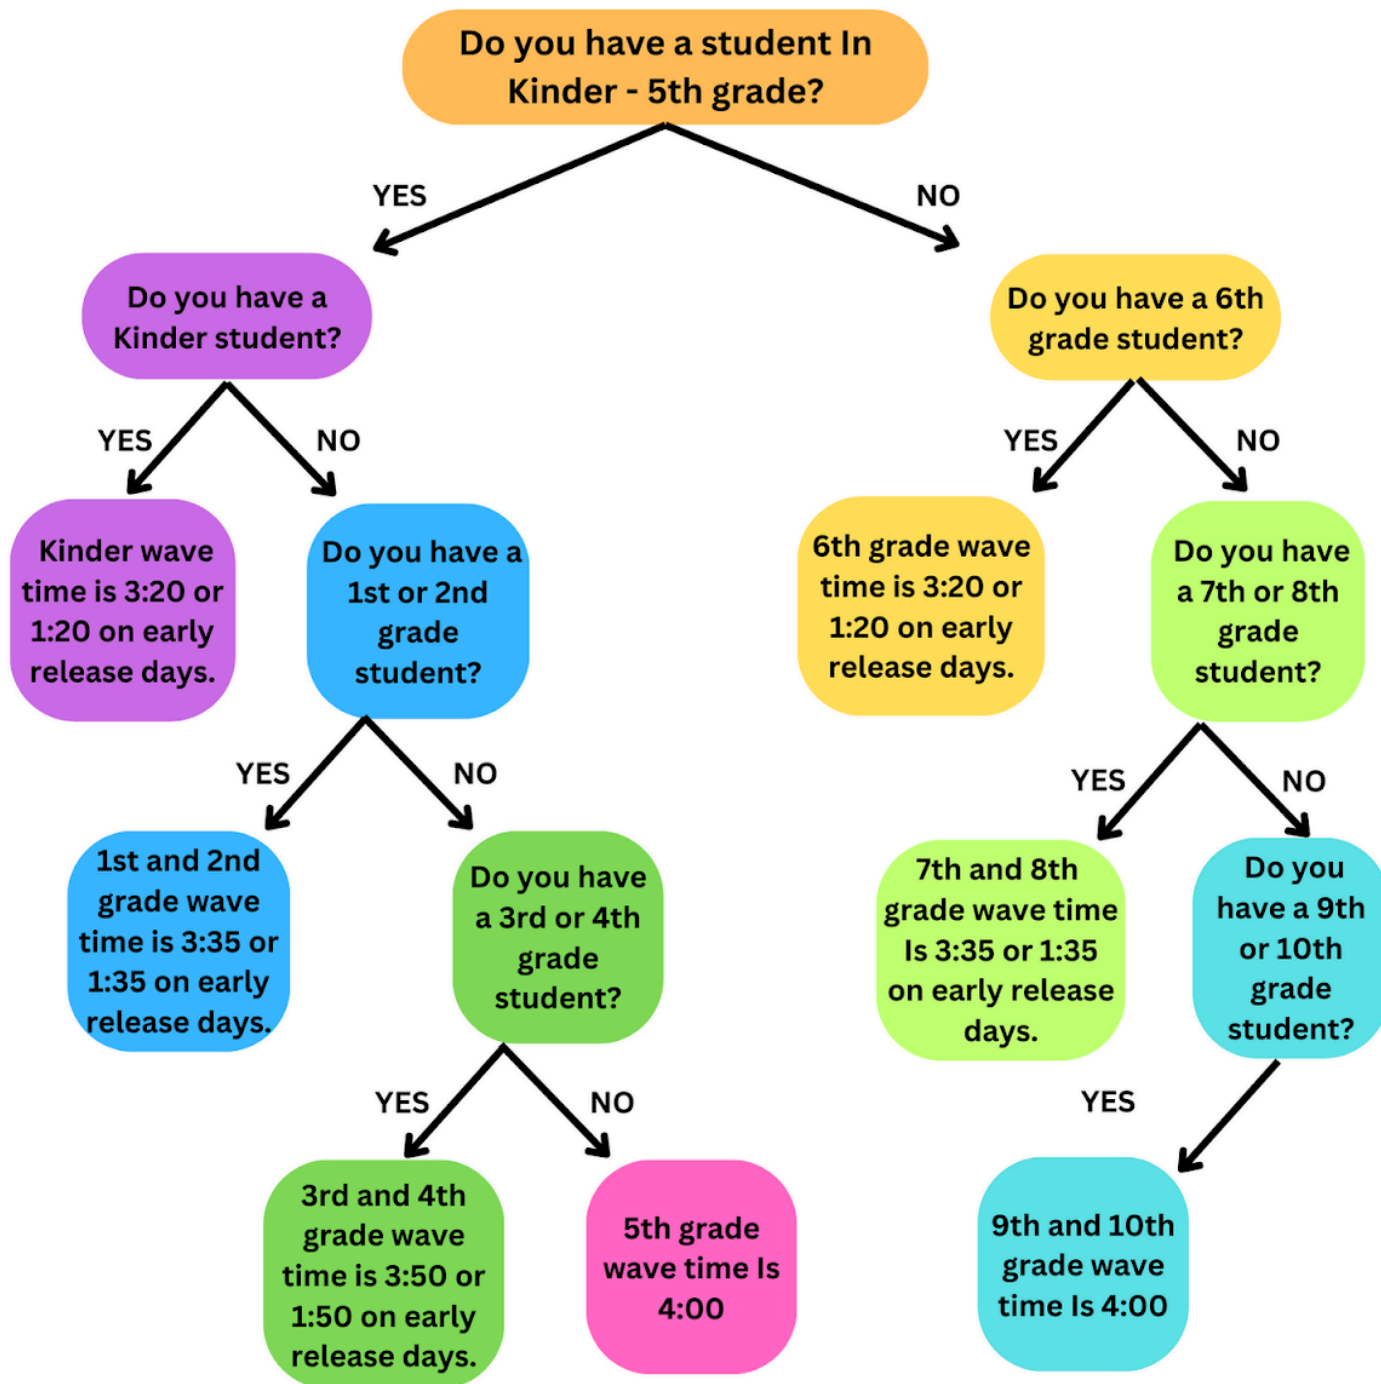 Do you have a student In
Kinder - 5th grade?
YES
NO
Do you have a
Kinder student?
Do you have a 6th
grade student?
YES
NO
YES
NO
Kinder wave
time is 3:20 or
1:20 on early
release days.
Do you have a
1st or 2nd
grade
student?
6th grade wave
time is 3:20 or
1:20 on early
release days.
Do you have
a 7th or 8th
grade
student?
YES
NO
YES
NO
1st and 2nd
grade wave
time is 3:35 or
1:35 on early
release days.
Do you have
a 3rd or 4th
grade
student?
7th and 8th
grade wave time
Is 3:35 or 1:35
on early release
days.
Do you
have a 9th
or 10th
grade
student?
YES
NO
YES
3rd and 4th
grade wave
time is 3:50 or
1:50 on early
release days.
5th grade
wave time Is
4:00
9th and 10th
grade wave
time Is 4:00